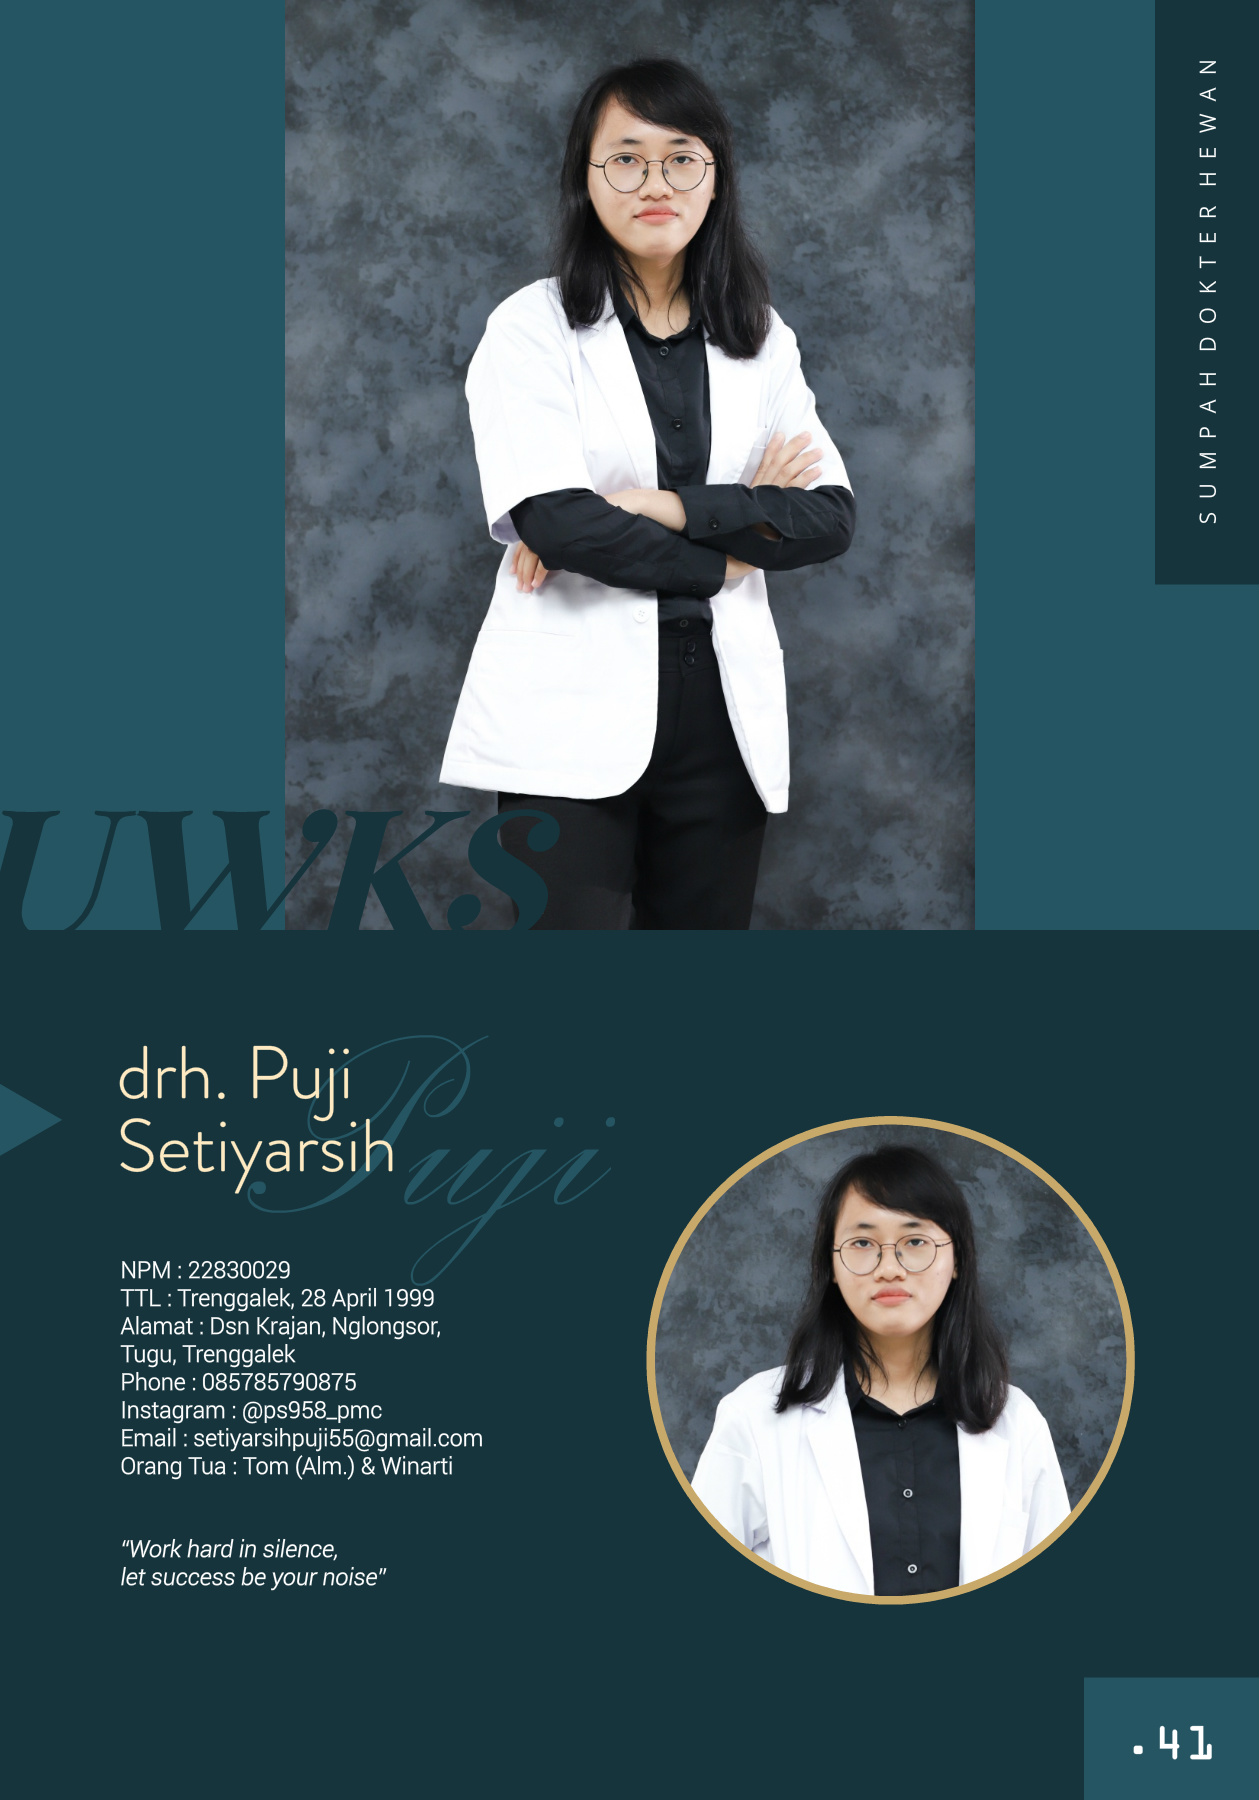 SUMPAH DOKTER HEWAN
UWKS
drh. Puji
Setiyarsih
Puji
NPM : 22830029
TTL : Trenggalek, 28 April 1999
Alamat : Dsn Krajan, Nglongsor,
Tugu, Trenggalek
Phone : 085785790875
Instagram : @ps958_pmc
Email : setiyarsihpuji55@gmail.com
Orang Tua : Tom (Alm.) & Winarti
“Work hard in silence,
let success be your noise”
.41